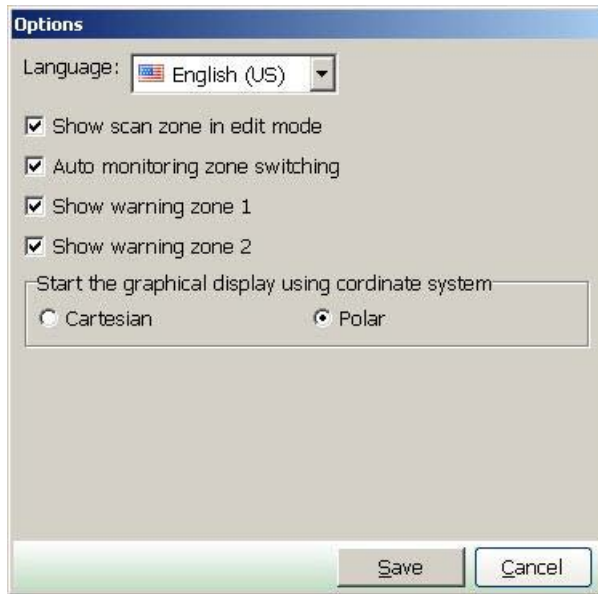 Options
Language: English (US)
Show scan zone in edit mode
Auto monitoring zone switching
Show warning zone 1
Show warning zone 2
Start the graphical display using cordinate system
Cartesian Polar
Save Cancel